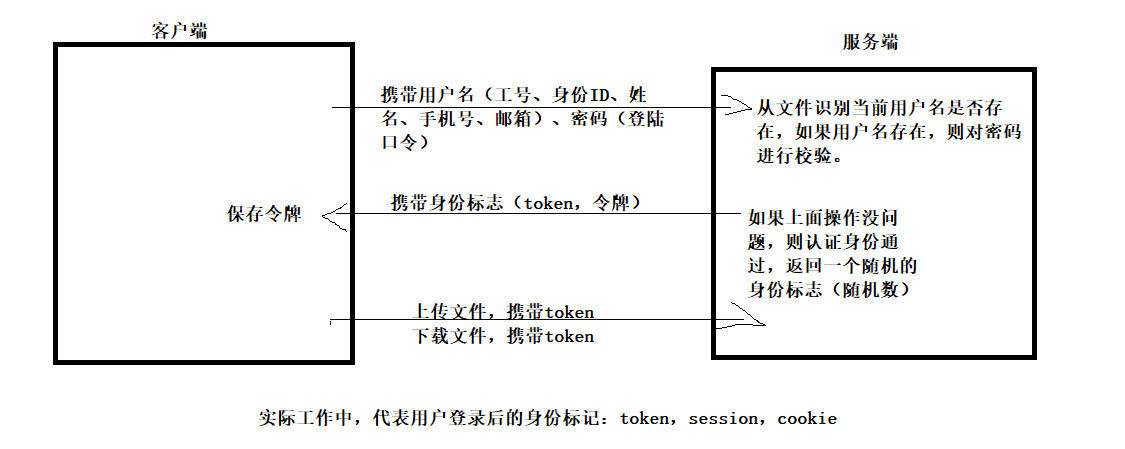 客户端
服务端
携带用户名（工号、身份ID、姓
名、手机号、邮箱）、密码（登陆
口令）
从文件识别当前用户名是否存
在，如果用户名存在，则对密码
进行校验。
携带身份标志（token，令牌）
保存令牌
如果上面操作没问
题，则认证身份通
过，返回一个随机的
身份标志（随机数）
上传文件，携带token
下载文件，携带token
实际工作中，代表用户登录后的身份标记：token，session，cookie